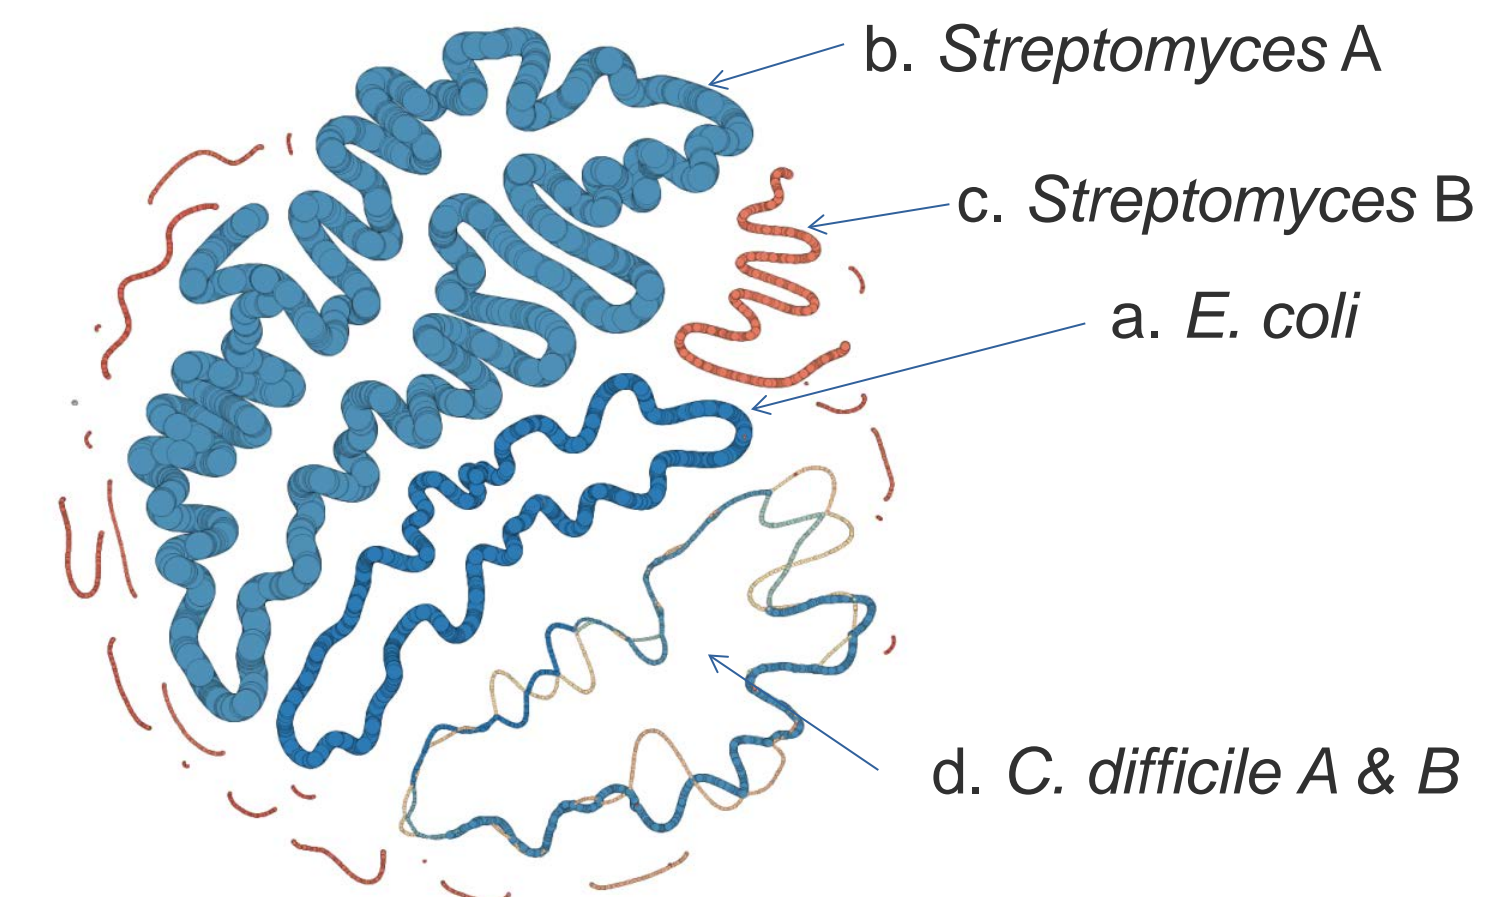 b. Streptomyces A
c. Streptomyces B
a. E. coli
d. C. difficile A & B